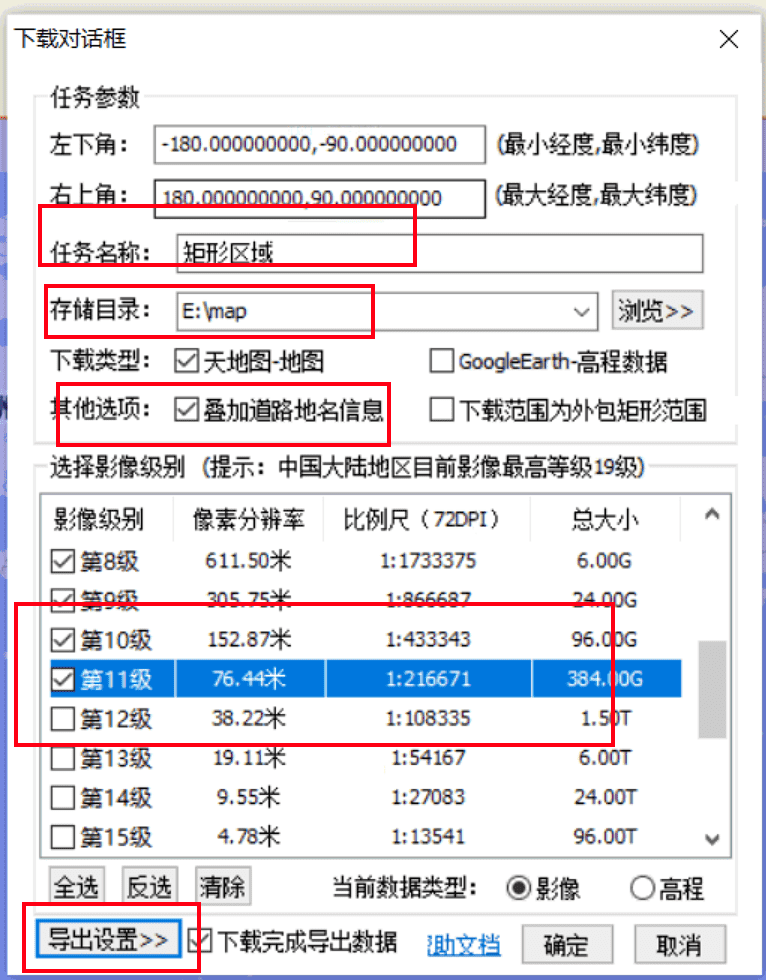 下载对话框
任务参数
左下角： -180.000000000,-90.000000000 (最小经度,最小纬度)
右上角： 180.000000000,90.000000000 (最大经度,最大纬度)
任务名称： 矩形区域
存储目录： E:\map 浏览>>
下载类型： 天地图-地图 GoogleEarth-高程数据
其他选项： 叠加道路地名信息 下载范围为外包矩形范围
选择影像级别（提示：中国大陆地区目前影像最高等级19级)
影像级别 像素分辨率 比例尺（72DPI） 总大小
第8级 611.50米 1:1733375 6.00G
第9级 305.75米 1:866687 24.00G
第10级 152.87米 1:433343 96.00G
第11级 76.44米 1:216671 384.00G
第12级 38.22米 1:108335 1.50T
第13级 19.11米 1:54167 6.00T
第14级 9.55米 1:27083 24.00T
第15级 4.78米 1:13541 96.00T
全选 反选 清除 当前数据类型： 影像 高程
导出设置>> 下载完成导出数据 助文档 确定 取消